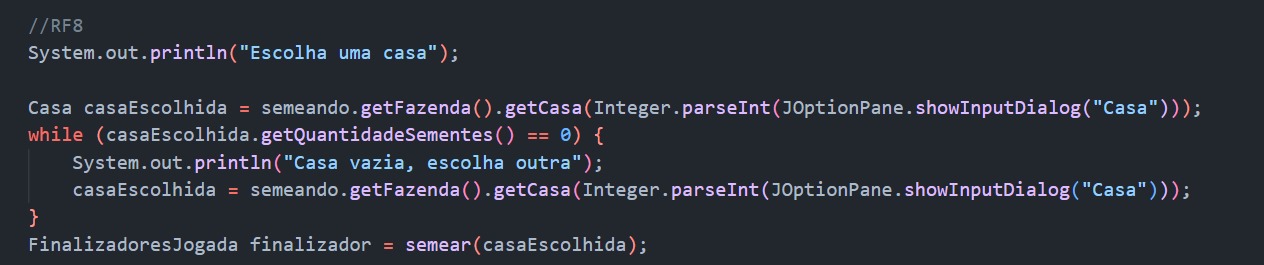 //RF8
System.out.println("Escolha uma casa");
Casa casaEscolhida = semeando.getFazenda().getCasa(Integer.parseInt(JOptionPane.showInputDialog("Casa")));
while (casaEscolhida.getQuantidadeSementes() == 0) {
System.out.println("Casa vazia, escolha outra");
casaEscolhida = semeando.getFazenda().getCasa(Integer.parseInt(JOptionPane.showInputDialog("Casa")));
}
FinalizadoresJogada finalizador = semear(casaEscolhida);